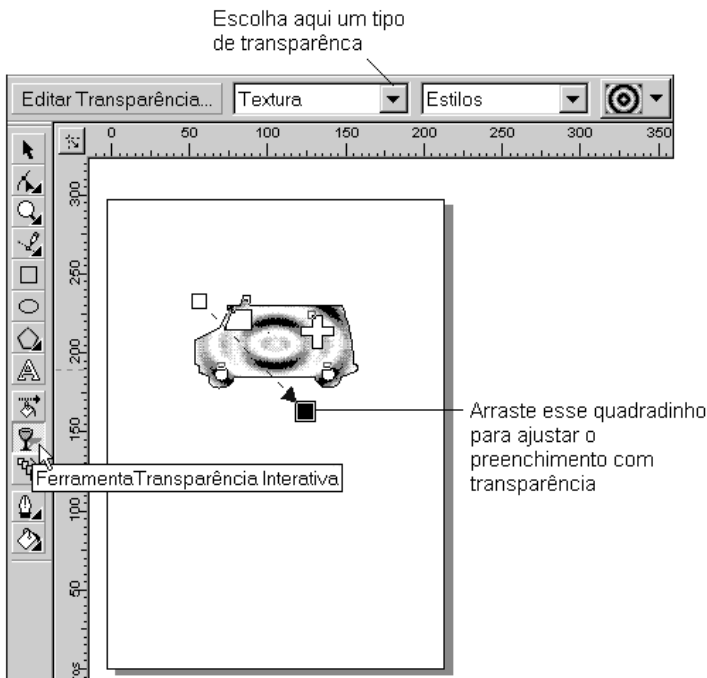 Escolha aqui um tipo
de transparênca
Editar Transparência... Textura Estilos
0 50 100 150 200 250 300 350
300
250
200
Arraste esse quadradinho
para ajustar o
preenchimento com
transparência
150
FerramentaTransparência Interativa
100
50
ros